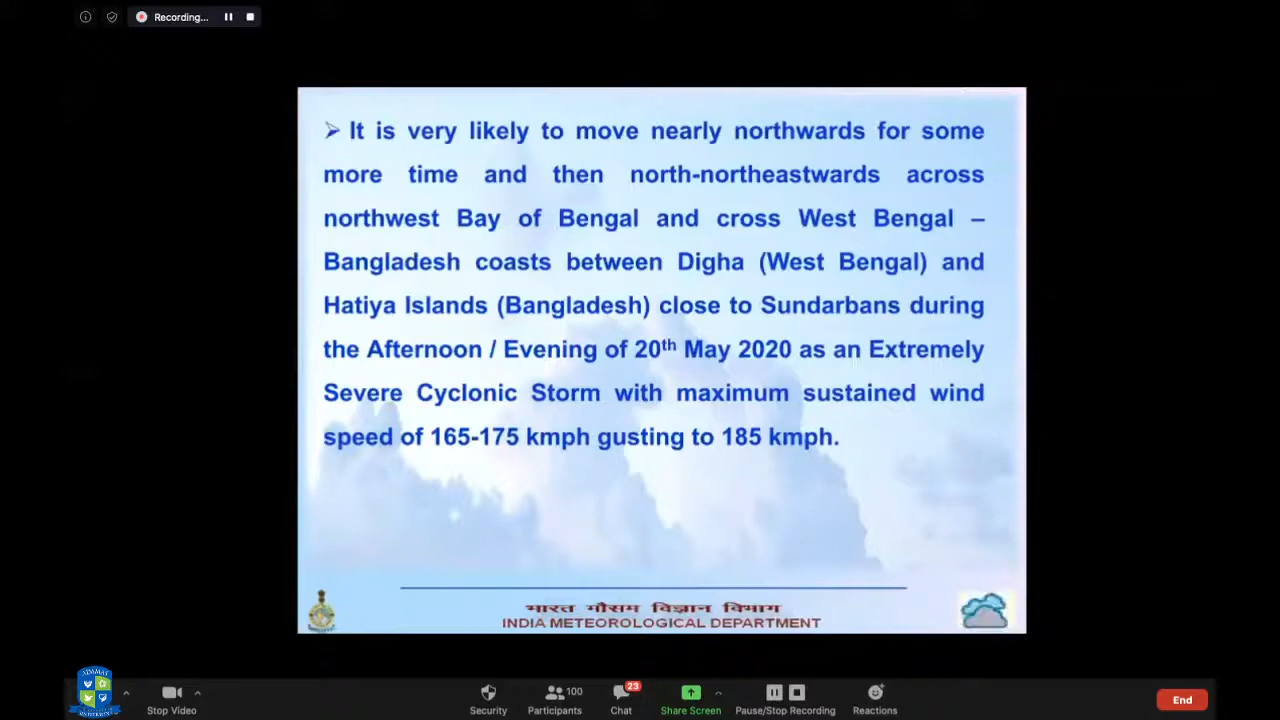 Recording...
➢ It is very likely to move nearly northwards for some
more time and then north-northeastwards across
northwest Bay of Bengal and cross West Bengal –
Bangladesh coasts between Digha (West Bengal) and
Hatiya Islands (Bangladesh) close to Sundarbans during
the Afternoon / Evening of 20th May 2020 as an Extremely
Severe Cyclonic Storm with maximum sustained wind
speed of 165-175 kmph gusting to 185 kmph.
भारत मौसम विज्ञान विभाग
INDIA METEOROLOGICAL DEPARTMENT
100
23
Stop Video
Security
Participants
Chat
Share Screen
Pause/Stop Recording
Reactions
End